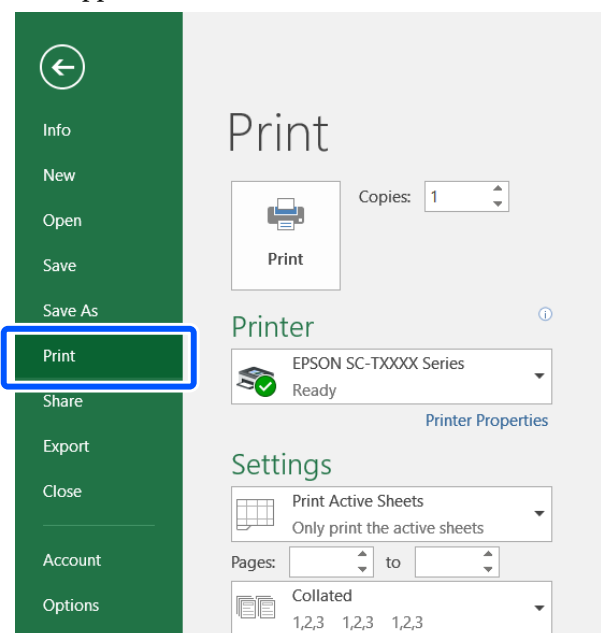 Info
New
Open
Save
Save As
Print
Share
Export
Close
Account
Options
Print
Copies: 1
Print
Printer
EPSON SC-TXXXX Series
Ready
Printer Properties
Settings
Print Active Sheets
Only print the active sheets
Pages: to
Collated
1,2,3 1,2,3 1,2,3